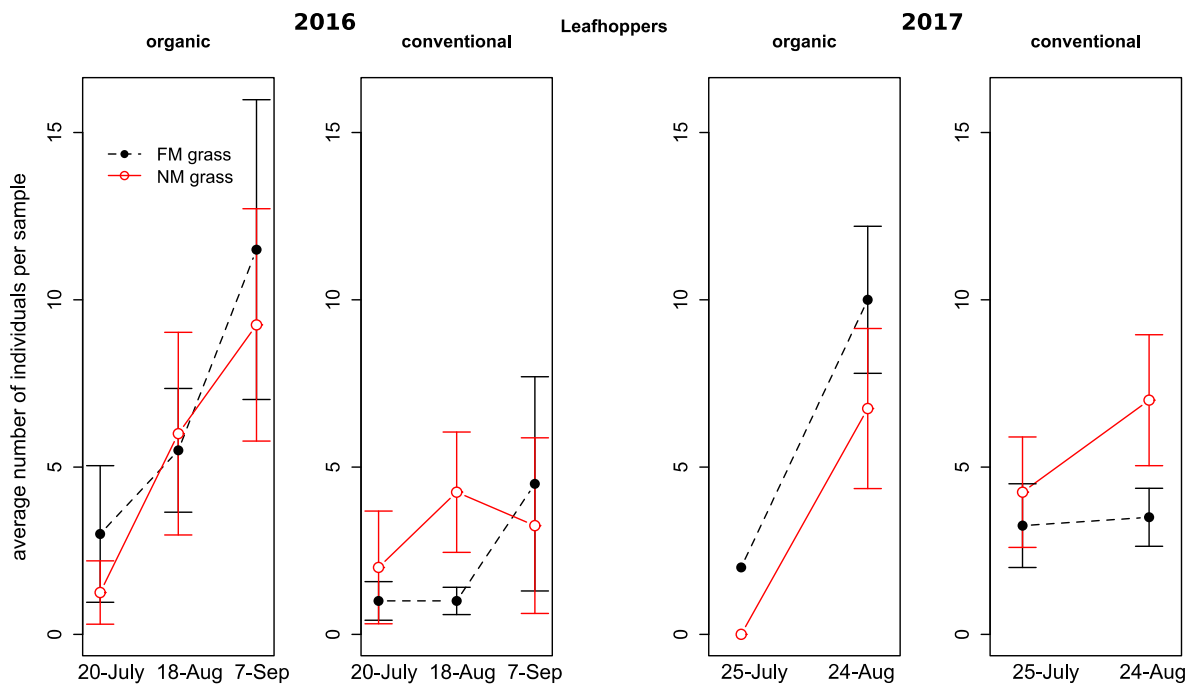 2016
Leafhoppers
2017
organic
conventional
organic
conventional
average number of individuals per sample
15
10
5
0
FM grass
NM grass
20-July 18-Aug 7-Sep
15
10
5
0
20-July 18-Aug 7-Sep
15
10
5
0
25-July 24-Aug
15
10
5
0
25-July 24-Aug